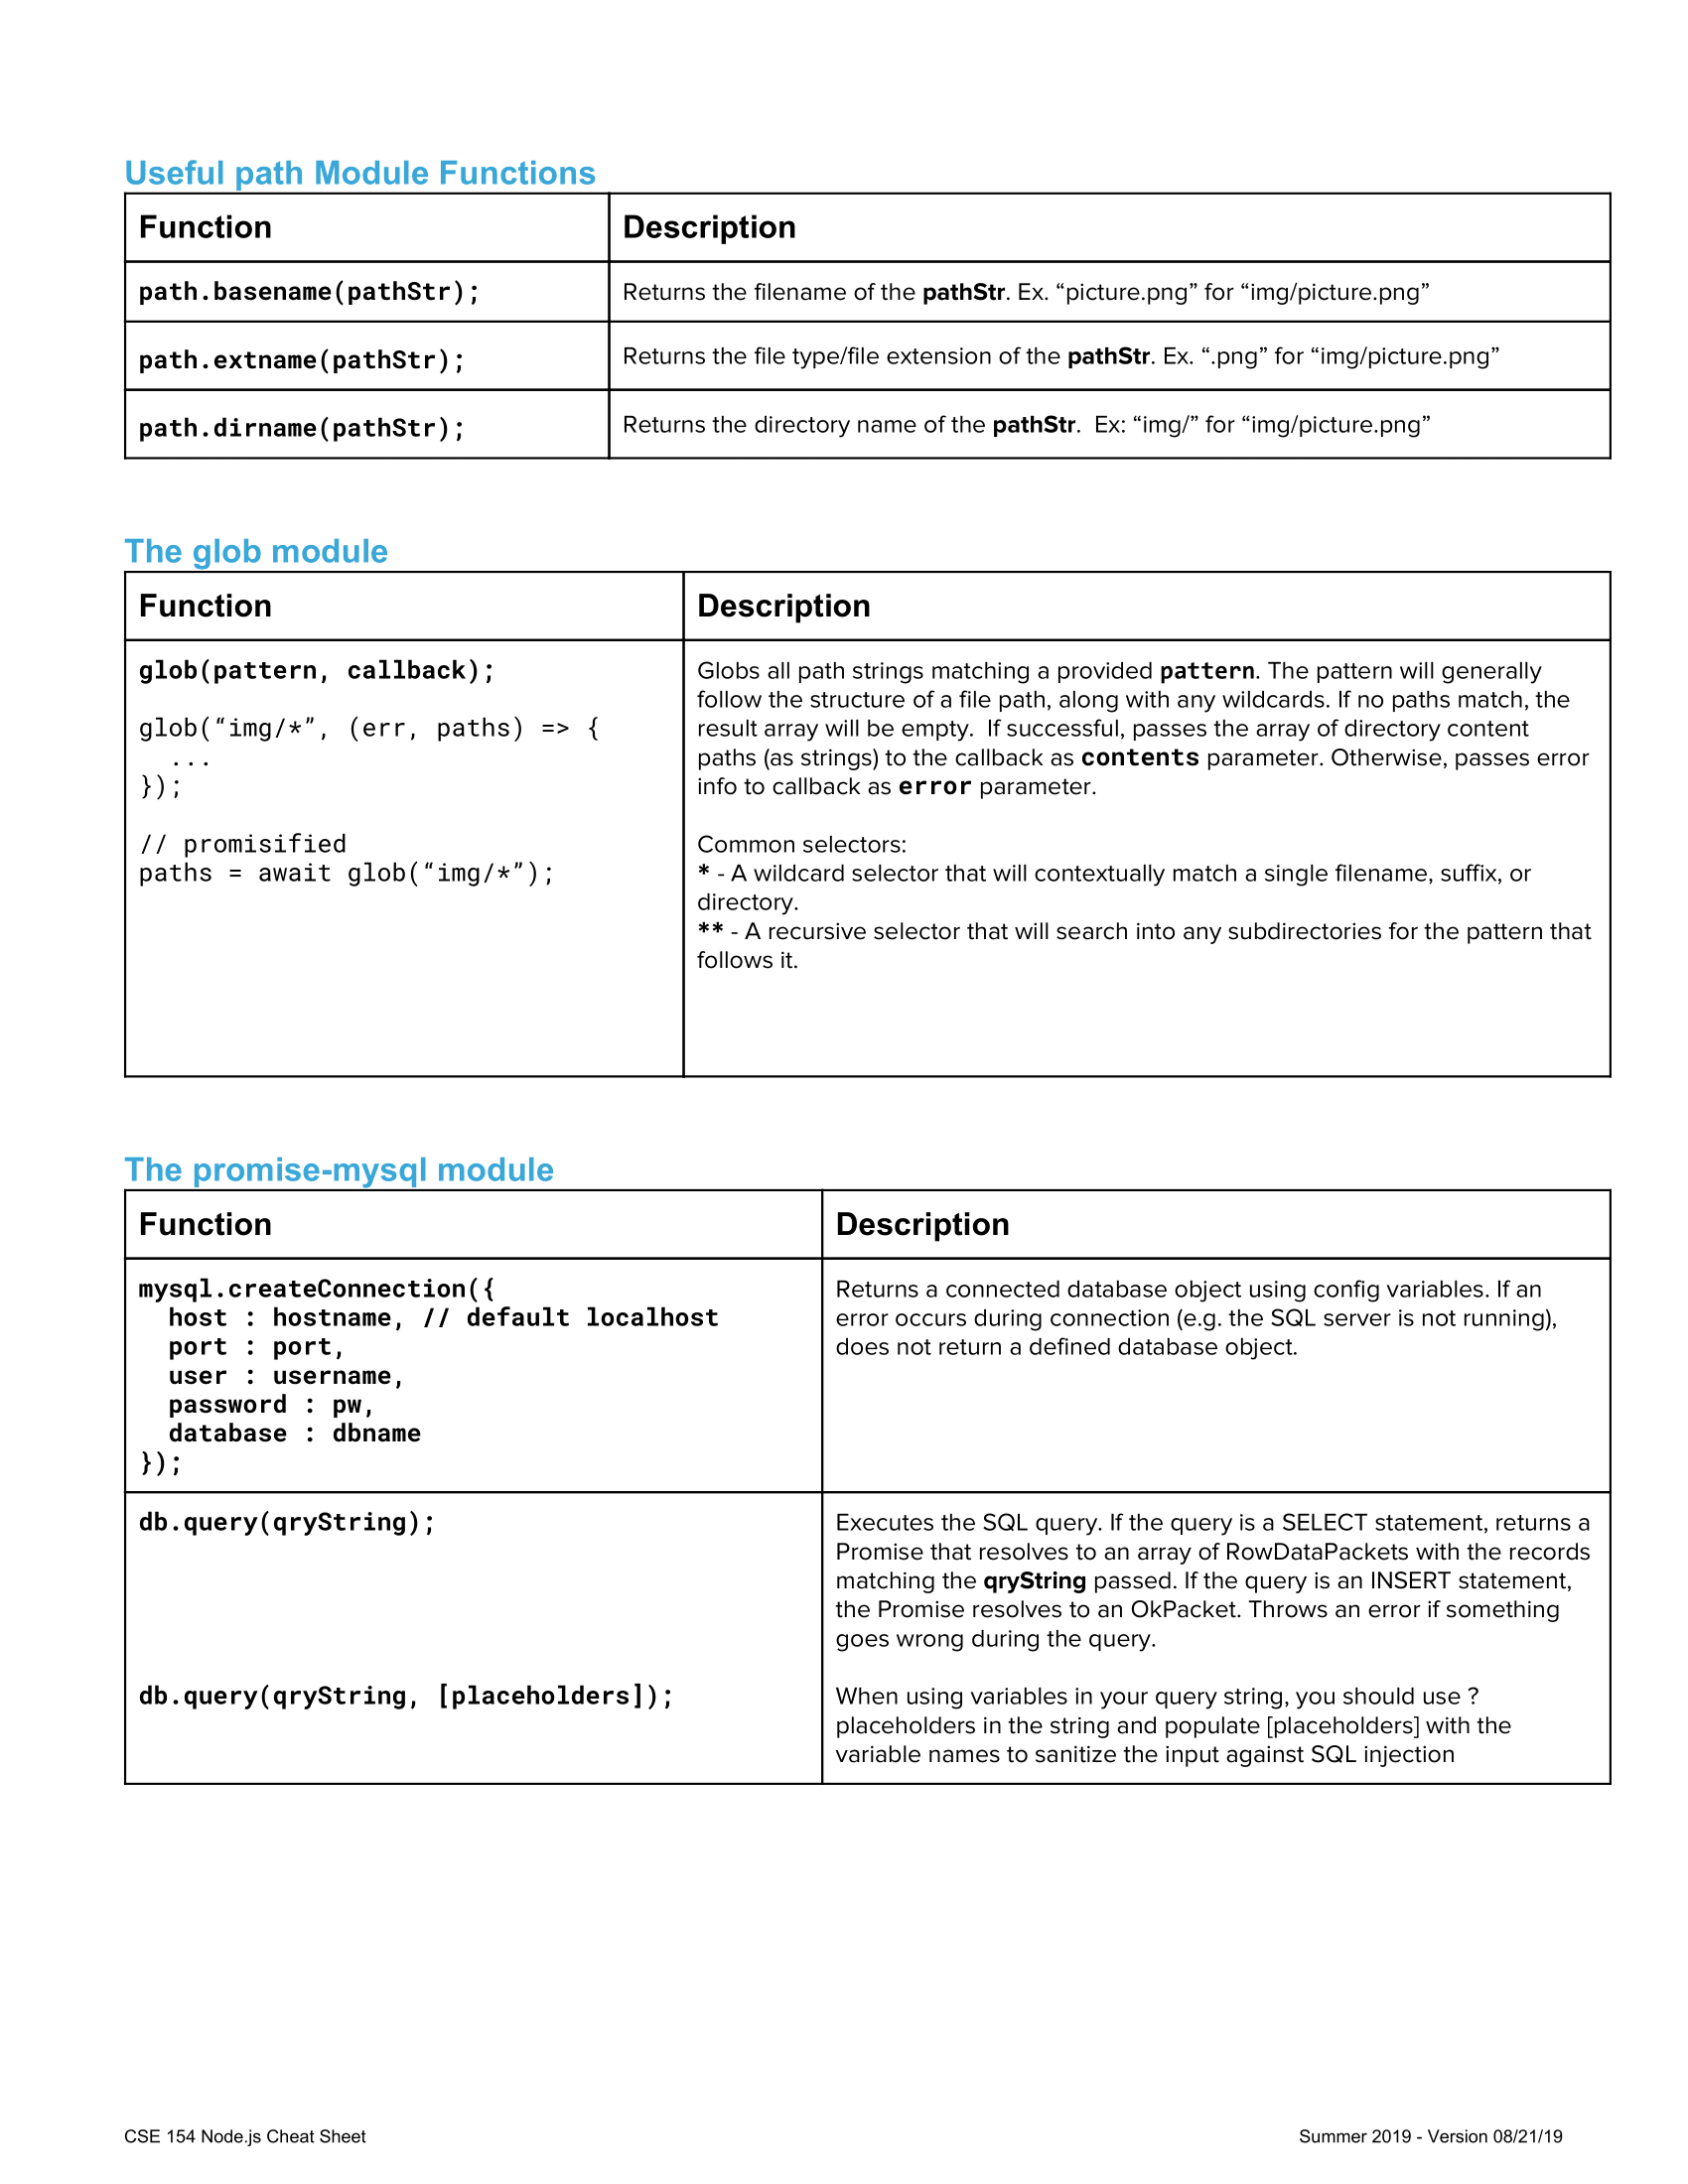 Useful path Module Functions
Function
Description
path.basename(pathStr);
Returns the filename of the pathStr. Ex. “picture.png” for “img/picture.png”
path.extname(pathStr);
Returns the file type/file extension of the pathStr. Ex. “.png” for “img/picture.png”
path.dirname(pathStr);
Returns the directory name of the pathStr.  Ex: “img/” for “img/picture.png”
The glob module
Function
Description
glob(pattern, callback);
glob(“img/*”, (err, paths) => {
  ...
});
// promisified
paths = await glob(“img/*”);
Globs all path strings matching a provided pattern. The pattern will generally
follow the structure of a file path, along with any wildcards. If no paths match, the
result array will be empty.  If successful, passes the array of directory content
paths (as strings) to the callback as contents parameter. Otherwise, passes error
info to callback as error parameter.
Common selectors:
* - A wildcard selector that will contextually match a single filename, suffix, or
directory.
** - A recursive selector that will search into any subdirectories for the pattern that
follows it.
The promise-mysql module
Function
Description
mysql.createConnection({
  host : hostname, // default localhost
  port : port,
  user : username,
  password : pw,
  database : dbname
});
Returns a connected database object using config variables. If an
error occurs during connection (e.g. the SQL server is not running),
does not return a defined database object.
db.query(qryString);
Executes the SQL query. If the query is a SELECT statement, returns a
Promise that resolves to an array of RowDataPackets with the records
matching the qryString passed. If the query is an INSERT statement,
the Promise resolves to an OkPacket. Throws an error if something
goes wrong during the query.
db.query(qryString, [placeholders]);
When using variables in your query string, you should use ?
placeholders in the string and populate [placeholders] with the
variable names to sanitize the input against SQL injection
CSE 154 Node.js Cheat Sheet
Summer 2019 - Version 08/21/19